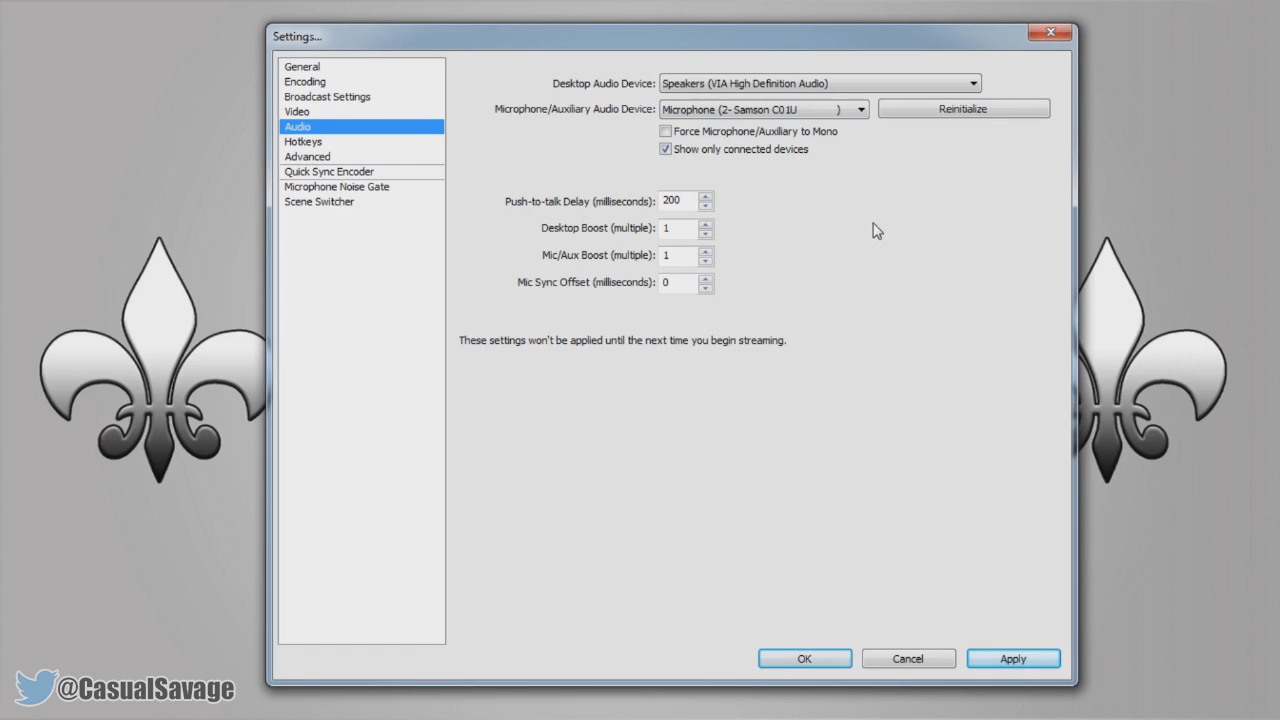 Settings...
General
Encoding
Broadcast Settings
Video
Audio
Hotkeys
Advanced
Quick Sync Encoder
Microphone Noise Gate
Scene Switcher
Desktop Audio Device: Speakers (VIA High Definition Audio)
Microphone/Auxiliary Audio Device: Microphone (2- Samson C01U ) Reinitialize
Force Microphone/Auxiliary to Mono
Show only connected devices
Push-to-talk Delay (milliseconds): 200
Desktop Boost (multiple): 1
Mic/Aux Boost (multiple): 1
Mic Sync Offset (milliseconds): 0
These settings won't be applied until the next time you begin streaming.
OK Cancel Apply
@CasualSavage